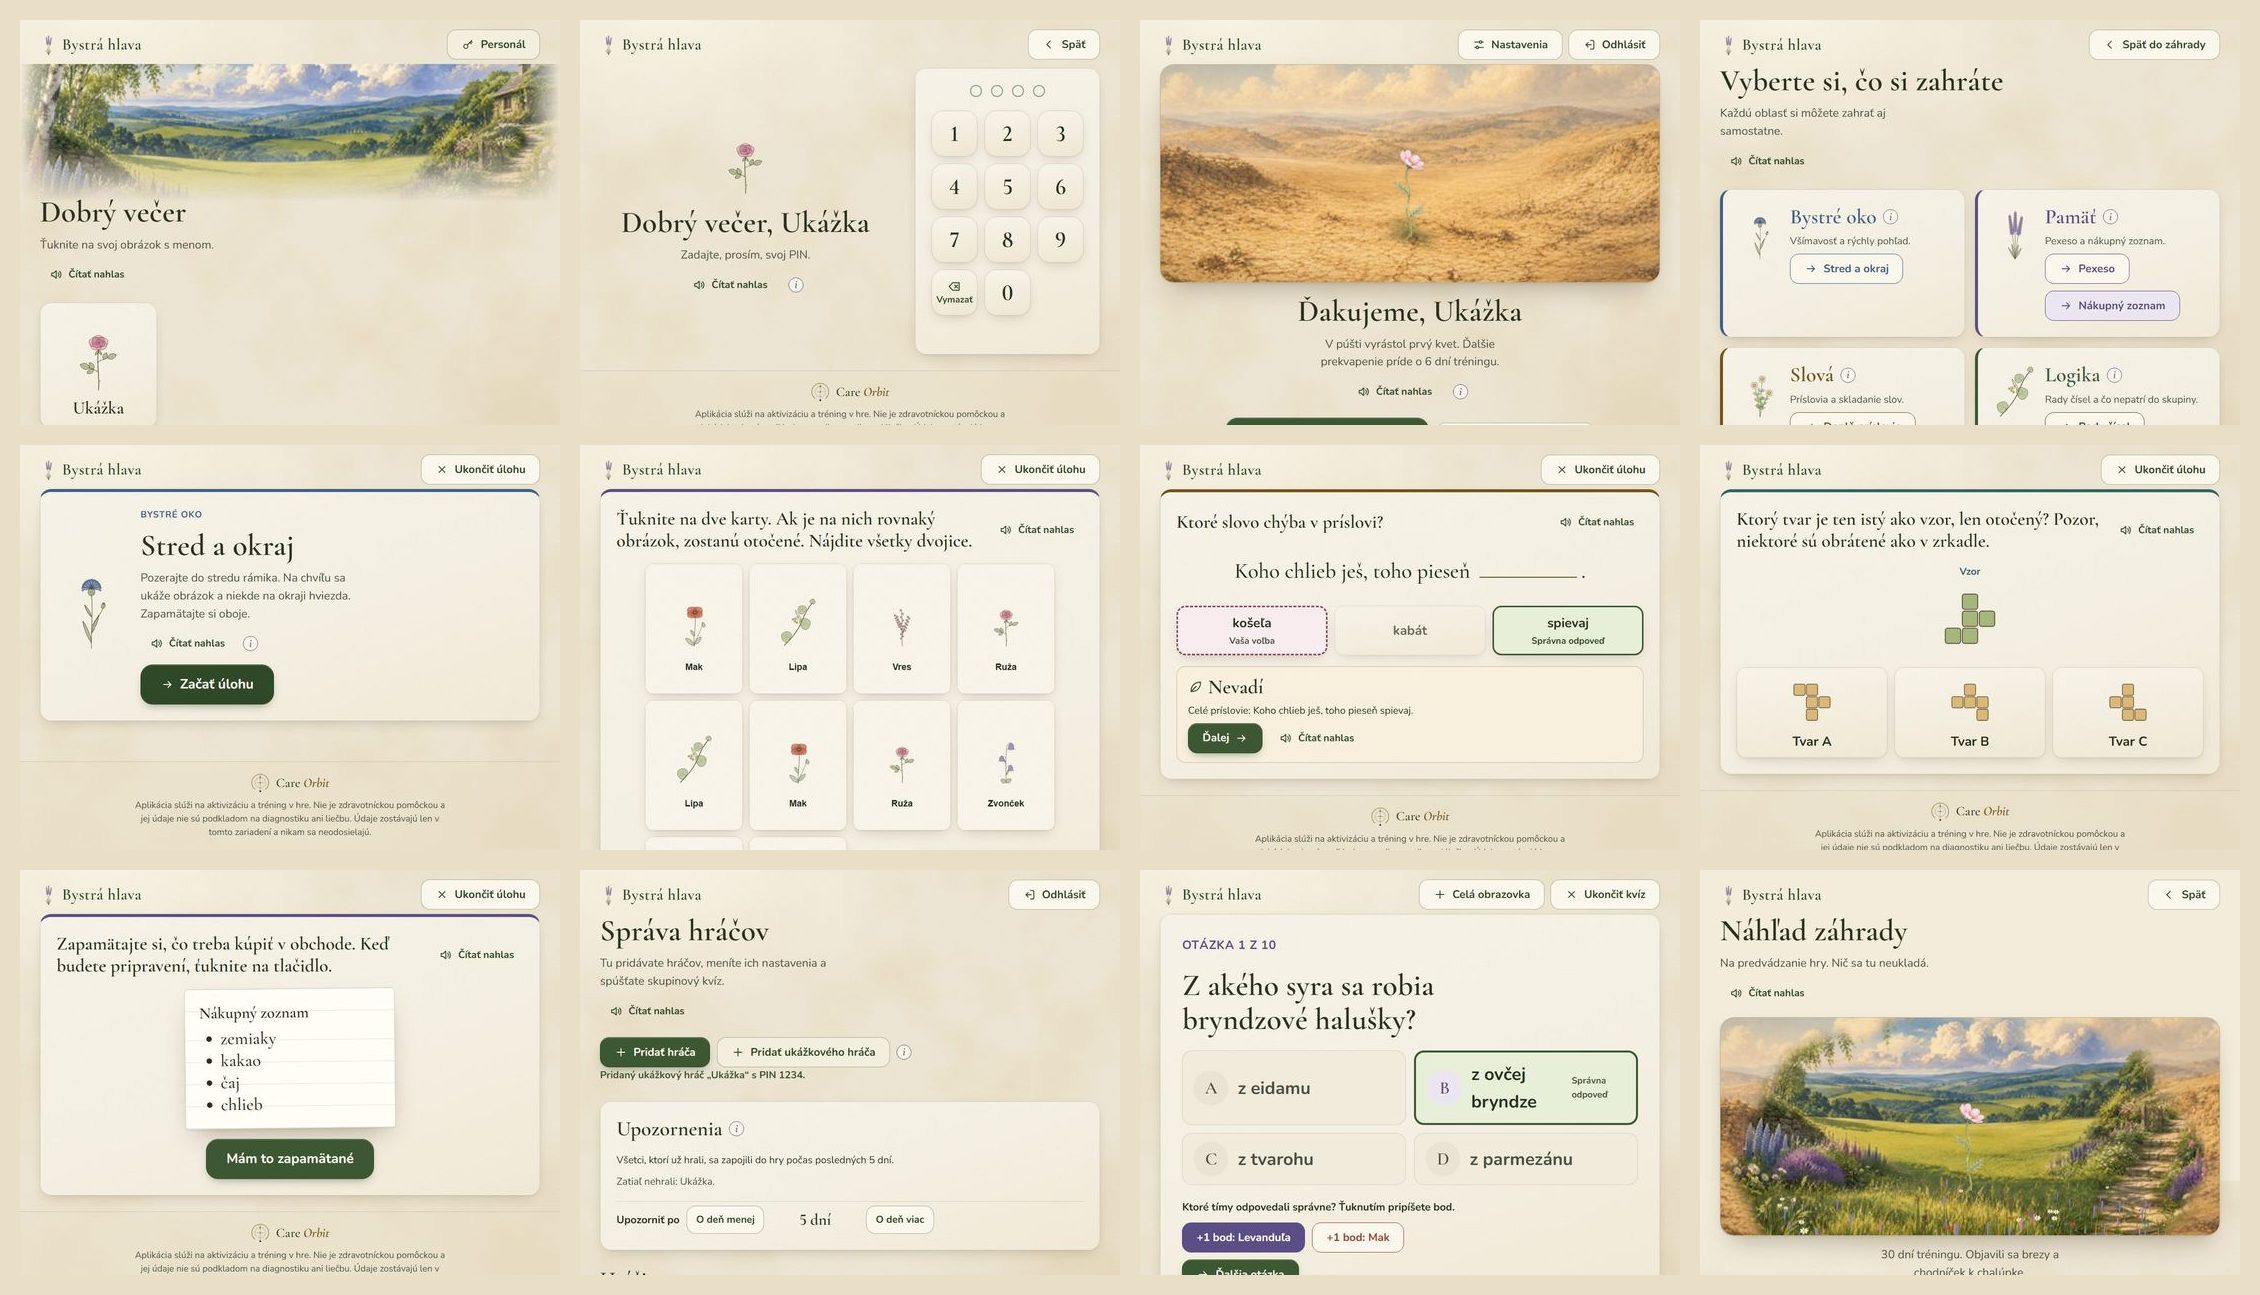 Bystrá hlava
Personál
Dobrý večer
Ťuknite na svoj obrázok s menom.
Čítať nahlas
Ukážka
Bystrá hlava
Späť
Dobrý večer, Ukážka
Zadajte, prosím, svoj PIN.
Čítať nahlas
i
1 2 3
4 5 6
7 8 9
Vymazať 0
Care Orbit
Aplikácia slúži na aktivizáciu a tréning v hre. Nie je zdravotníckou pomôckou a
Bystrá hlava
Nastavenia
Odhlásiť
Ďakujeme, Ukážka
V púšti vyrástol prvý kvet. Ďalšie
prekvapenie príde o 6 dní tréningu.
Čítať nahlas
i
Bystrá hlava
Späť do záhrady
Vyberte si, čo si zahráte
Každú oblasť si môžete zahrať aj
samostatne.
Čítať nahlas
Bystré oko i
Všímavosť a rýchly pohľad.
Stred a okraj
Pamäť i
Pexeso a nákupný zoznam.
Pexeso
Nákupný zoznam
Slová i
Príslovia a skladanie slov.
Logika i
Rady čísel a čo nepatrí do skupiny.
Bystrá hlava
Ukončiť úlohu
BYSTRÉ OKO
Stred a okraj
Pozerajte do stredu rámika. Na chvíľu sa
ukáže obrázok a niekde na okraji hviezda.
Zapamätajte si oboje.
Čítať nahlas
i
Začať úlohu
Care Orbit
Aplikácia slúži na aktivizáciu a tréning v hre. Nie je zdravotníckou pomôckou a
jej údaje nie sú podkladom na diagnostiku ani liečbu. Údaje zostávajú len v
tomto zariadení a nikam sa neodosielajú.
Bystrá hlava
Ukončiť úlohu
Ťuknite na dve karty. Ak je na nich rovnaký
obrázok, zostanú otočené. Nájdite všetky dvojice.
Čítať nahlas
Mak Lipa Vres Ruža
Lipa Mak Ruža Zvonček
Bystrá hlava
Ukončiť úlohu
Ktoré slovo chýba v prísloví?
Čítať nahlas
Koho chlieb ješ, toho pieseň ________ .
košeľa
Vaša voľba
kabát
spievaj
Správna odpoveď
Nevadí
Celé príslovie: Koho chlieb ješ, toho pieseň spievaj.
Ďalej
Čítať nahlas
Care Orbit
Aplikácia slúži na aktivizáciu a tréning v hre. Nie je zdravotníckou pomôckou a
Bystrá hlava
Ukončiť úlohu
Ktorý tvar je ten istý ako vzor, len otočený? Pozor,
niektoré sú obrátené ako v zrkadle.
Čítať nahlas
Vzor
Tvar A Tvar B Tvar C
Care Orbit
Aplikácia slúži na aktivizáciu a tréning v hre. Nie je zdravotníckou pomôckou a
jej údaje nie sú podkladom na diagnostiku ani liečbu. Údaje zostávajú len v
Bystrá hlava
Ukončiť úlohu
Zapamätajte si, čo treba kúpiť v obchode. Keď
budete pripravení, ťuknite na tlačidlo.
Čítať nahlas
Nákupný zoznam
• zemiaky
• kakao
• čaj
• chlieb
Mám to zapamätané
Care Orbit
Aplikácia slúži na aktivizáciu a tréning v hre. Nie je zdravotníckou pomôckou a
jej údaje nie sú podkladom na diagnostiku ani liečbu. Údaje zostávajú len v
Bystrá hlava
Odhlásiť
Správa hráčov
Tu pridávate hráčov, meníte ich nastavenia a
spúšťate skupinový kvíz.
Čítať nahlas
Pridať hráča
Pridať ukážkového hráča
i
Pridaný ukážkový hráč „Ukážka“ s PIN 1234.
Upozornenia i
Všetci, ktorí už hrali, sa zapojili do hry počas posledných 5 dní.
Zatiaľ nehrali: Ukážka.
Upozorniť po
O deň menej
5 dní
O deň viac
Bystrá hlava
Celá obrazovka
Ukončiť kvíz
OTÁZKA 1 Z 10
Z akého syra sa robia
bryndzové halušky?
A z eidamu
B z ovčej
bryndze
Správna
odpoveď
C z tvarohu
D z parmezánu
Ktoré tímy odpovedali správne? Ťuknutím pripíšete bod.
+1 bod: Levanduľa
+1 bod: Mak
Ďalšia otázka
Bystrá hlava
Späť
Náhľad záhrady
Na predvádzanie hry. Nič sa tu neukladá.
Čítať nahlas
30 dní tréningu. Objavili sa brezy a
chodníček k chalúpke.